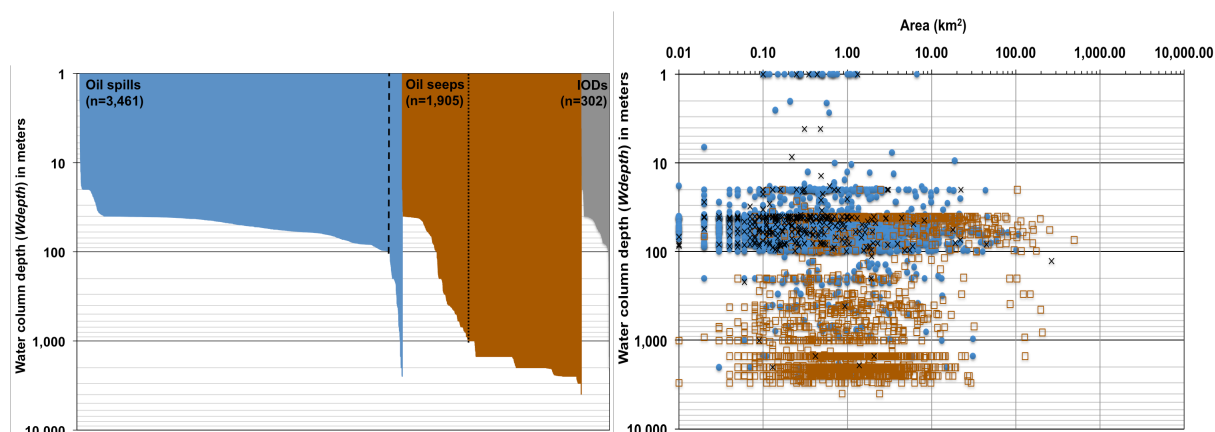 Water column depth (Wdepth) in meters
1
10
100
1,000
10,000
Oil spills
(n=3,461)
Oil seeps
(n=1,905)
IODs
(n=302)
Area (km²)
0.01 0.10 1.00 10.00 100.00 1,000.00 10,000.00
Water column depth (Wdepth) in meters
1
10
100
1,000
10,000